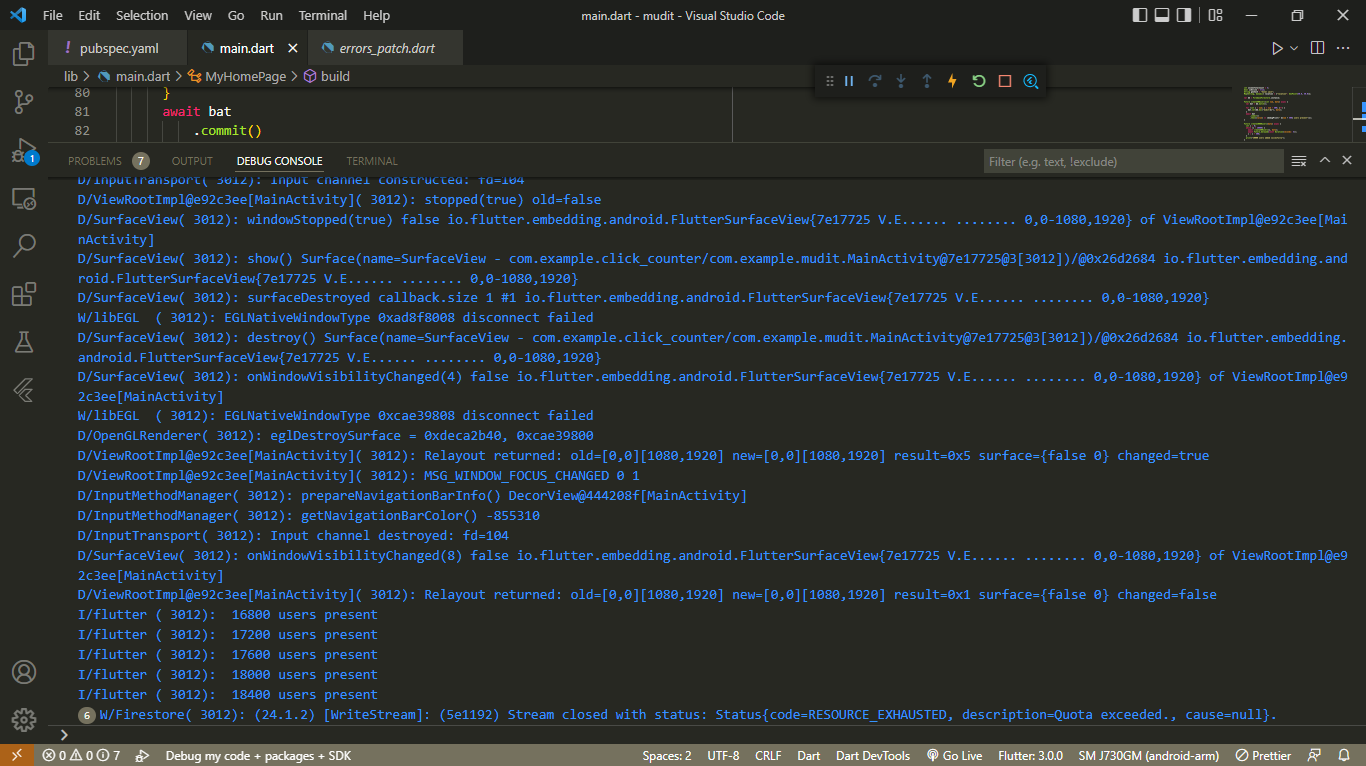 File Edit Selection View Go Run Terminal Help main.dart - mudit - Visual Studio Code
! pubspec.yaml main.dart errors_patch.dart
lib > main.dart > MyHomePage > build
80 }
81 await bat
82 .commit()
PROBLEMS 7 OUTPUT DEBUG CONSOLE TERMINAL Filter (e.g. text, !exclude)
D/InputTransport( 3012): Input channel constructed: fd=104
D/ViewRootImpl@e92c3ee[MainActivity]( 3012): stopped(true) old=false
D/SurfaceView( 3012): windowStopped(true) false io.flutter.embedding.android.FlutterSurfaceView{7e17725 V.E...... ........ 0,0-1080,1920} of ViewRootImpl@e92c3ee[Mai
nActivity]
D/SurfaceView( 3012): show() Surface(name=SurfaceView - com.example.click_counter/com.example.mudit.MainActivity@7e17725@3[3012])/@0x26d2684 io.flutter.embedding.and
roid.FlutterSurfaceView{7e17725 V.E...... ........ 0,0-1080,1920}
D/SurfaceView( 3012): surfaceDestroyed callback.size 1 #1 io.flutter.embedding.android.FlutterSurfaceView{7e17725 V.E...... ........ 0,0-1080,1920}
W/libEGL  ( 3012): EGLNativeWindowType 0xad8f8008 disconnect failed
D/SurfaceView( 3012): destroy() Surface(name=SurfaceView - com.example.click_counter/com.example.mudit.MainActivity@7e17725@3[3012])/@0x26d2684 io.flutter.embedding.
android.FlutterSurfaceView{7e17725 V.E...... ........ 0,0-1080,1920}
D/SurfaceView( 3012): onWindowVisibilityChanged(4) false io.flutter.embedding.android.FlutterSurfaceView{7e17725 V.E...... ........ 0,0-1080,1920} of ViewRootImpl@e9
2c3ee[MainActivity]
W/libEGL  ( 3012): EGLNativeWindowType 0xcae39808 disconnect failed
D/OpenGLRenderer( 3012): eglDestroySurface = 0xdeca2b40, 0xcae39800
D/ViewRootImpl@e92c3ee[MainActivity]( 3012): Relayout returned: old=[0,0][1080,1920] new=[0,0][1080,1920] result=0x5 surface={false 0} changed=true
D/ViewRootImpl@e92c3ee[MainActivity]( 3012): MSG_WINDOW_FOCUS_CHANGED 0 1
D/InputMethodManager( 3012): prepareNavigationBarInfo() DecorView@444208f[MainActivity]
D/InputMethodManager( 3012): getNavigationBarColor() -855310
D/InputTransport( 3012): Input channel destroyed: fd=104
D/SurfaceView( 3012): onWindowVisibilityChanged(8) false io.flutter.embedding.android.FlutterSurfaceView{7e17725 V.E...... ........ 0,0-1080,1920} of ViewRootImpl@e9
2c3ee[MainActivity]
D/ViewRootImpl@e92c3ee[MainActivity]( 3012): Relayout returned: old=[0,0][1080,1920] new=[0,0][1080,1920] result=0x1 surface={false 0} changed=false
I/flutter ( 3012):  16800 users present
I/flutter ( 3012):  17200 users present
I/flutter ( 3012):  17600 users present
I/flutter ( 3012):  18000 users present
I/flutter ( 3012):  18400 users present
6 W/Firestore( 3012): (24.1.2) [WriteStream]: (5e1192) Stream closed with status: Status{code=RESOURCE_EXHAUSTED, description=Quota exceeded., cause=null}.
>
0 0 7 Debug my code + packages + SDK Spaces: 2 UTF-8 CRLF Dart Dart DevTools Go Live Flutter: 3.0.0 SM J730GM (android-arm) Prettier